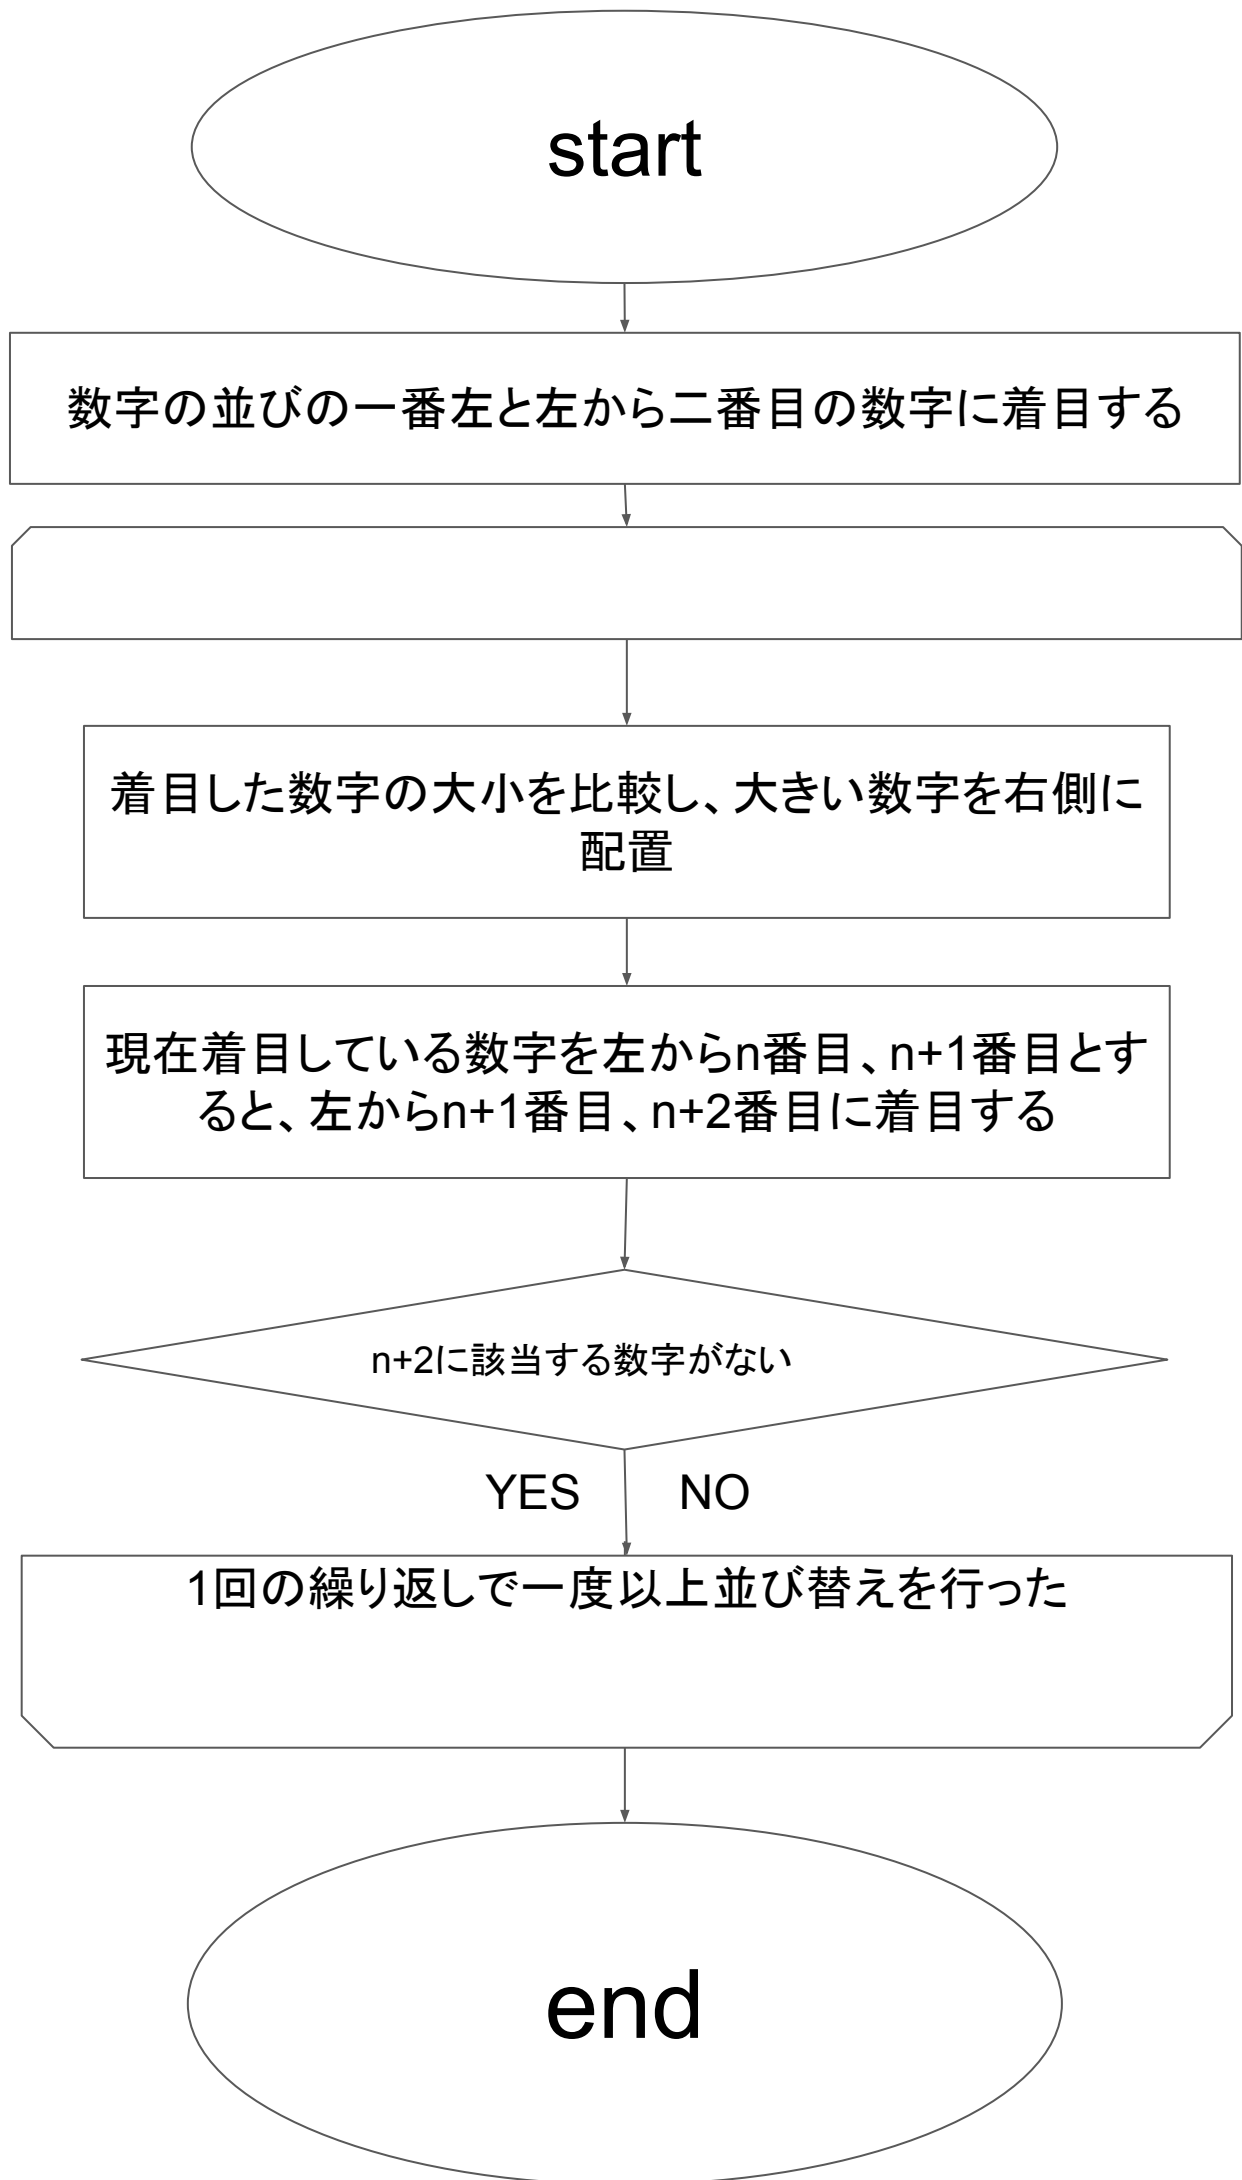 start
数字の並びの一番左と左から二番目の数字に着目する
着目した数字の大小を比較し、大きい数字を右側に
配置
現在着目している数字を左からn番目、n+1番目とす
ると、左からn+1番目、n+2番目に着目する
n+2に該当する数字がない
YES NO
1回の繰り返しで一度以上並び替えを行った
end